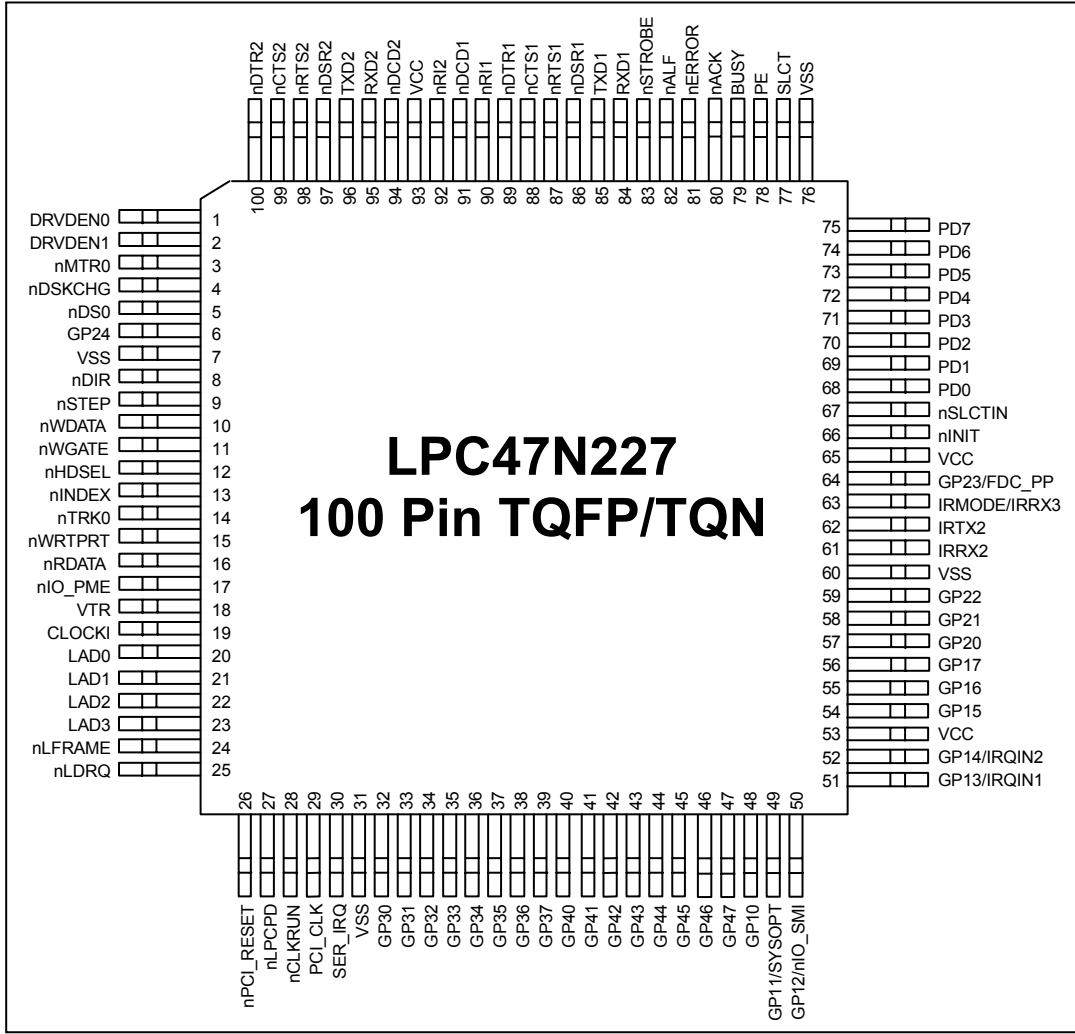 nDTR2
nCTS2
nRTS2
nDSR2
TXD2
RXD2
nDCD2
VCC
nRI2
nDCD1
nRI1
nDTR1
nCTS1
nRTS1
nDSR1
TXD1
RXD1
nSTROBE
nALF
nERROR
nACK
BUSY
PE
SLCT
VSS
100
99
98
97
96
95
94
93
92
91
90
89
88
87
86
85
84
83
82
81
80
79
78
77
76
DRVDEN0 1
DRVDEN1 2
nMTR0 3
nDSKCHG 4
nDS0 5
GP24 6
VSS 7
nDIR 8
nSTEP 9
nWDATA 10
nWGATE 11
nHDSEL 12
nINDEX 13
nTRK0 14
nWRTPRT 15
nRDATA 16
nIO_PME 17
VTR 18
CLOCKI 19
LAD0 20
LAD1 21
LAD2 22
LAD3 23
nLFRAME 24
nLDRQ 25
LPC47N227
100 Pin TQFP/TQN
75 PD7
74 PD6
73 PD5
72 PD4
71 PD3
70 PD2
69 PD1
68 PD0
67 nSLCTIN
66 nINIT
65 VCC
64 GP23/FDC_PP
63 IRMODE/IRRX3
62 IRTX2
61 IRRX2
60 VSS
59 GP22
58 GP21
57 GP20
56 GP17
55 GP16
54 GP15
53 VCC
52 GP14/IRQIN2
51 GP13/IRQIN1
26
27
28
29
30
31
32
33
34
35
36
37
38
39
40
41
42
43
44
45
46
47
48
49
50
nPCI_RESET
nLPCPD
nCLKRUN
PCI_CLK
SER_IRQ
VSS
GP30
GP31
GP32
GP33
GP34
GP35
GP36
GP37
GP40
GP41
GP42
GP43
GP44
GP45
GP46
GP47
GP10
GP11/SYSOPT
GP12/nIO_SMI